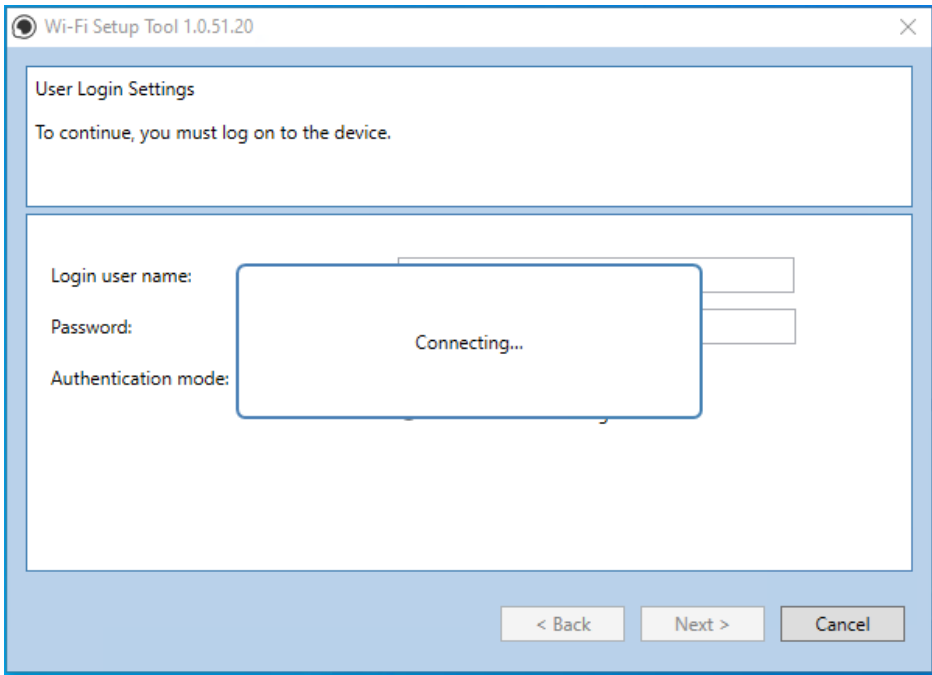 Wi-Fi Setup Tool 1.0.51.20
User Login Settings
To continue, you must log on to the device.
Login user name:
Password:
Connecting...
Authentication mode:
< Back Next > Cancel